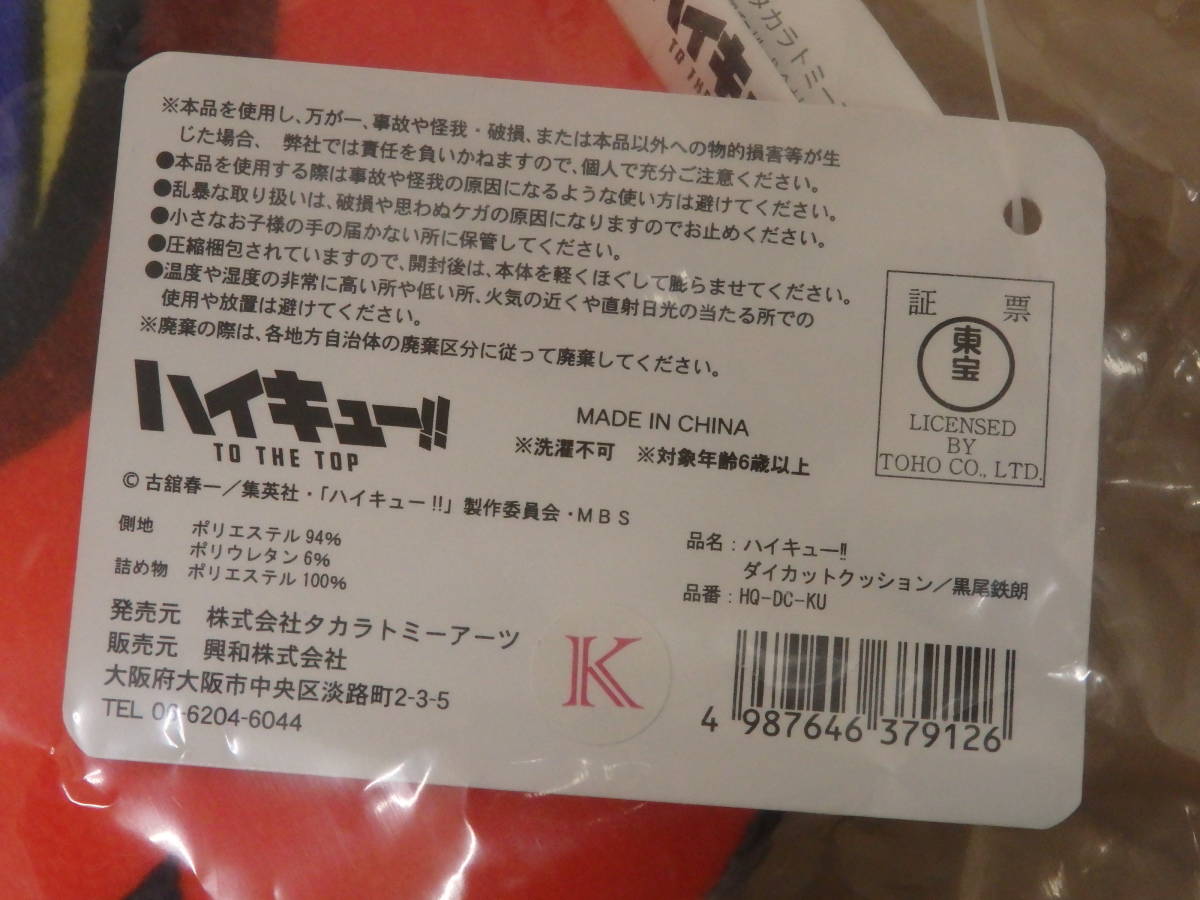 タカラトミー
ハイキュ
TO THE
※本品を使用し、万が一、事故や怪我・破損、または本品以外への物的損害等が生
じた場合、 弊社では責任を負いかねますので、個人で充分ご注意ください。
●本品を使用する際は事故や怪我の原因になるような使い方は避けてください。
●乱暴な取り扱いは、破損や思わぬケガの原因になりますのでお止めください。
●小さなお子様の手の届かない所に保管してください。
●圧縮梱包されていますので、開封後は、本体を軽くほぐして膨らませてください。
●温度や湿度の非常に高い所や低い所、火気の近くや直射日光の当たる所での
使用や放置は避けてください。
※廃棄の際は、各地方自治体の廃棄区分に従って廃棄してください。
証 票
東宝
LICENSED
BY
TOHO CO., LTD.
ハイキュー!!
TO THE TOP
MADE IN CHINA
※洗濯不可 ※対象年齢6歳以上
©古舘春一/集英社・「ハイキュー!!」製作委員会・MBS
側地 ポリエステル 94%
ポリウレタン 6%
詰め物 ポリエステル 100%
品名:ハイキュー!!
ダイカットクッション/黒尾鉄朗
品番:HQ-DC-KU
発売元 株式会社タカラトミーアーツ
販売元 興和株式会社
大阪府大阪市中央区淡路町2-3-5
TEL 06-6204-6044
K
4 987646 379126